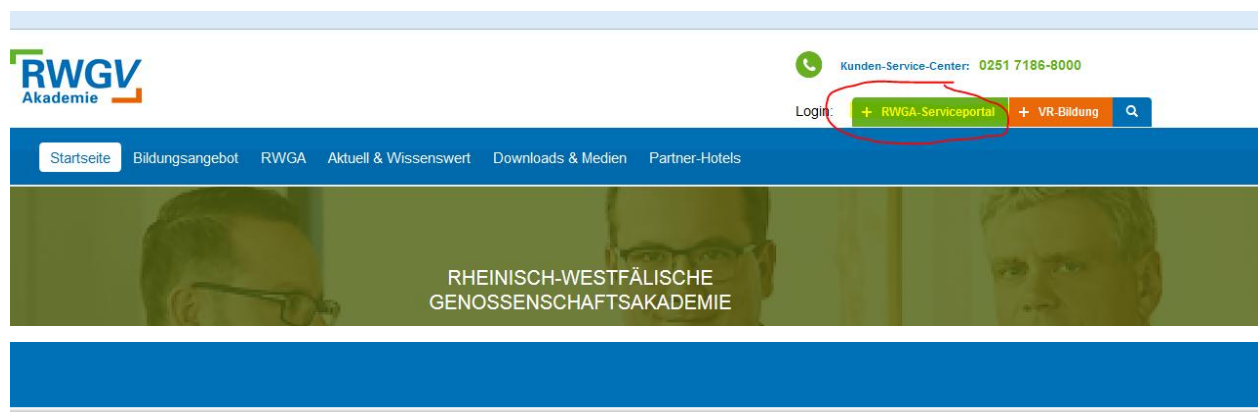 RWGV
Akademie
Kunden-Service-Center: 0251 7186-8000
Login: + RWGA-Serviceportal + VR-Bildung
Startseite Bildungsangebot RWGA Aktuell & Wissenswert Downloads & Medien Partner-Hotels
RHEINISCH-WESTFÄLISCHE
GENOSSENSCHAFTSAKADEMIE